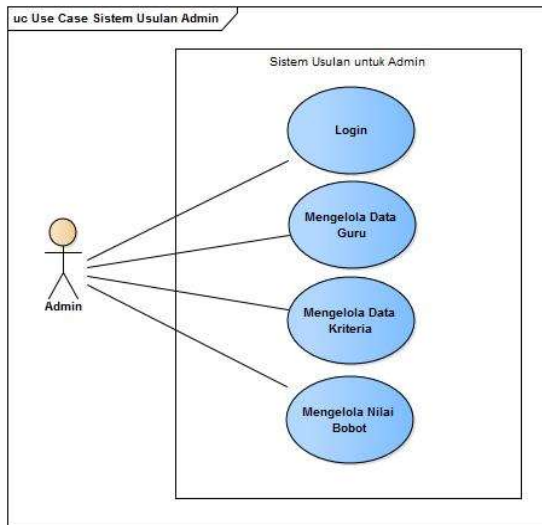 uc Use Case Sistem Usulan Admin
Sistem Usulan untuk Admin
Login
Mengelola Data
Guru
Admin
Mengelola Data
Kriteria
Mengelola Nilai
Bobot